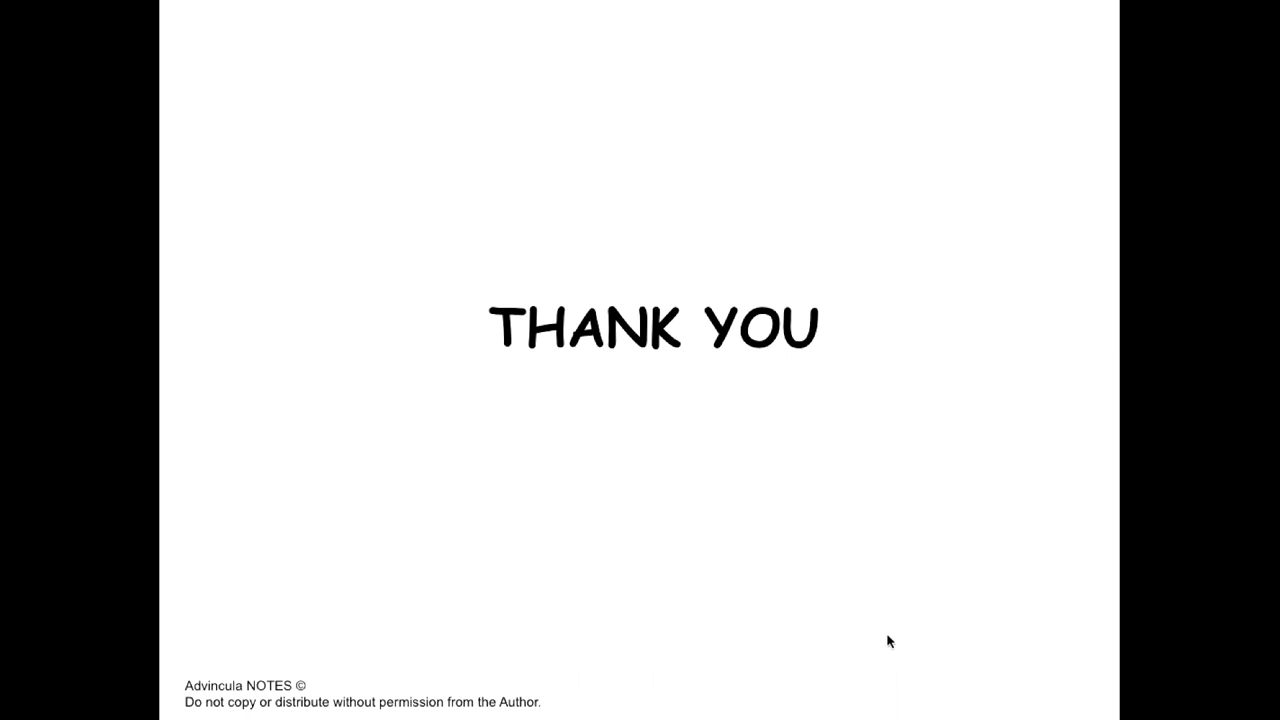 THANK YOU
Advincula NOTES ©
Do not copy or distribute without permission from the Author.